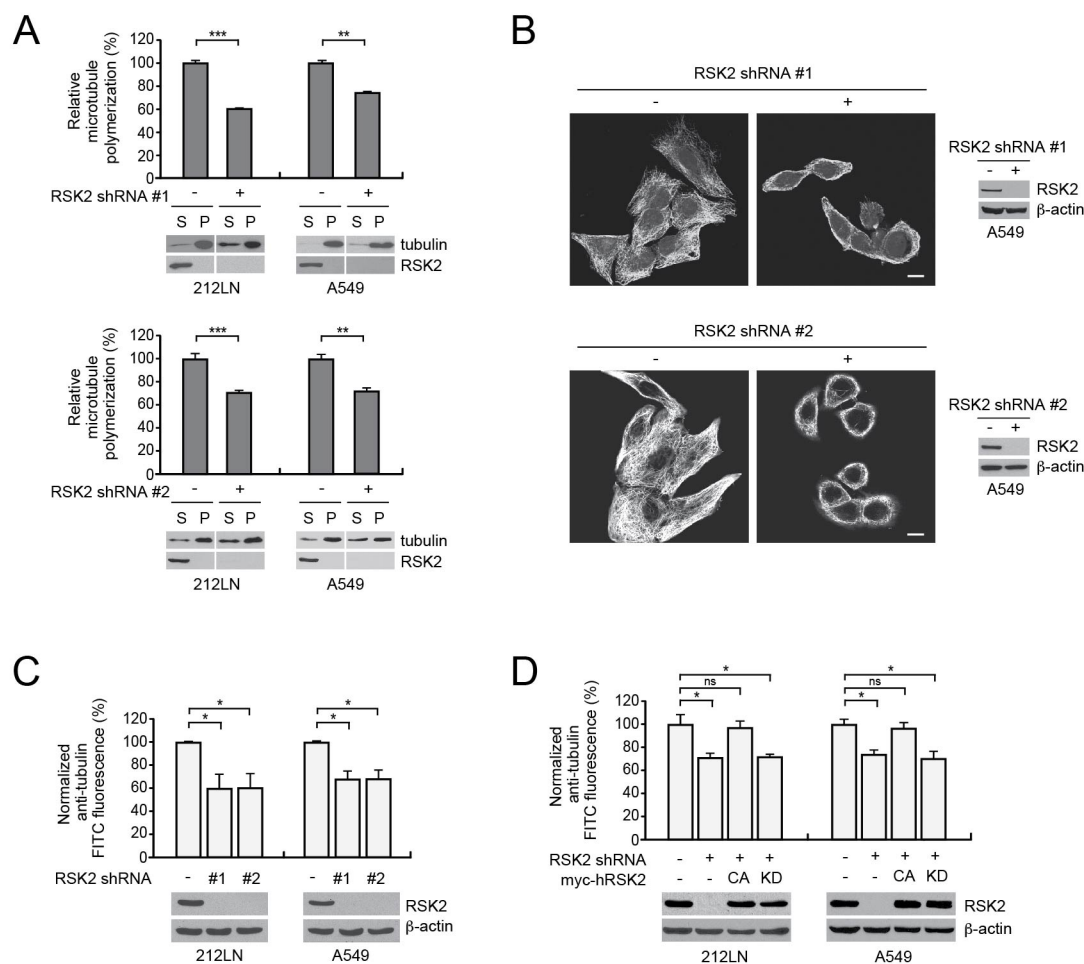 A
Relative
microtubule
polymerization (%)
120
100
80
60
40
20
0
*** **
RSK2 shRNA #1 - + - +
S P S P S P S P
tubulin
RSK2
212LN A549
Relative
microtubule
polymerization (%)
120
100
80
60
40
20
0
*** **
RSK2 shRNA #2 - + - +
S P S P S P S P
tubulin
RSK2
212LN A549
B
RSK2 shRNA #1
- +
RSK2 shRNA #1
- +
RSK2
β-actin
A549
RSK2 shRNA #2
- +
RSK2 shRNA #2
- +
RSK2
β-actin
A549
C
Normalized
anti-tubulin
FITC fluorescence (%)
120
100
80
60
40
20
0
* *
* *
RSK2 shRNA - #1 #2 - #1 #2
RSK2
β-actin
212LN A549
D
Normalized
anti-tubulin
FITC fluorescence (%)
120
100
80
60
40
20
0
* *
ns ns
* *
RSK2 shRNA - + + + - + + +
myc-hRSK2 - - CA KD - - CA KD
RSK2
β-actin
212LN A549